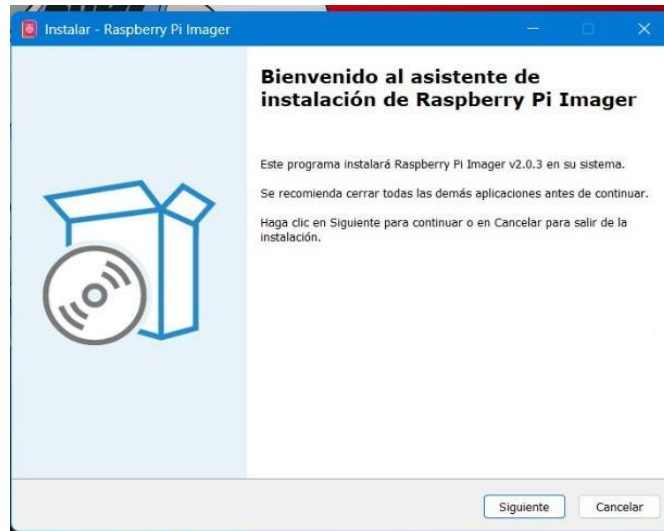 Instalar - Raspberry Pi Imager
Bienvenido al asistente de
instalación de Raspberry Pi Imager
Este programa instalará Raspberry Pi Imager v2.0.3 en su sistema.
Se recomienda cerrar todas las demás aplicaciones antes de continuar.
Haga clic en Siguiente para continuar o en Cancelar para salir de la
instalación.
Siguiente
Cancelar